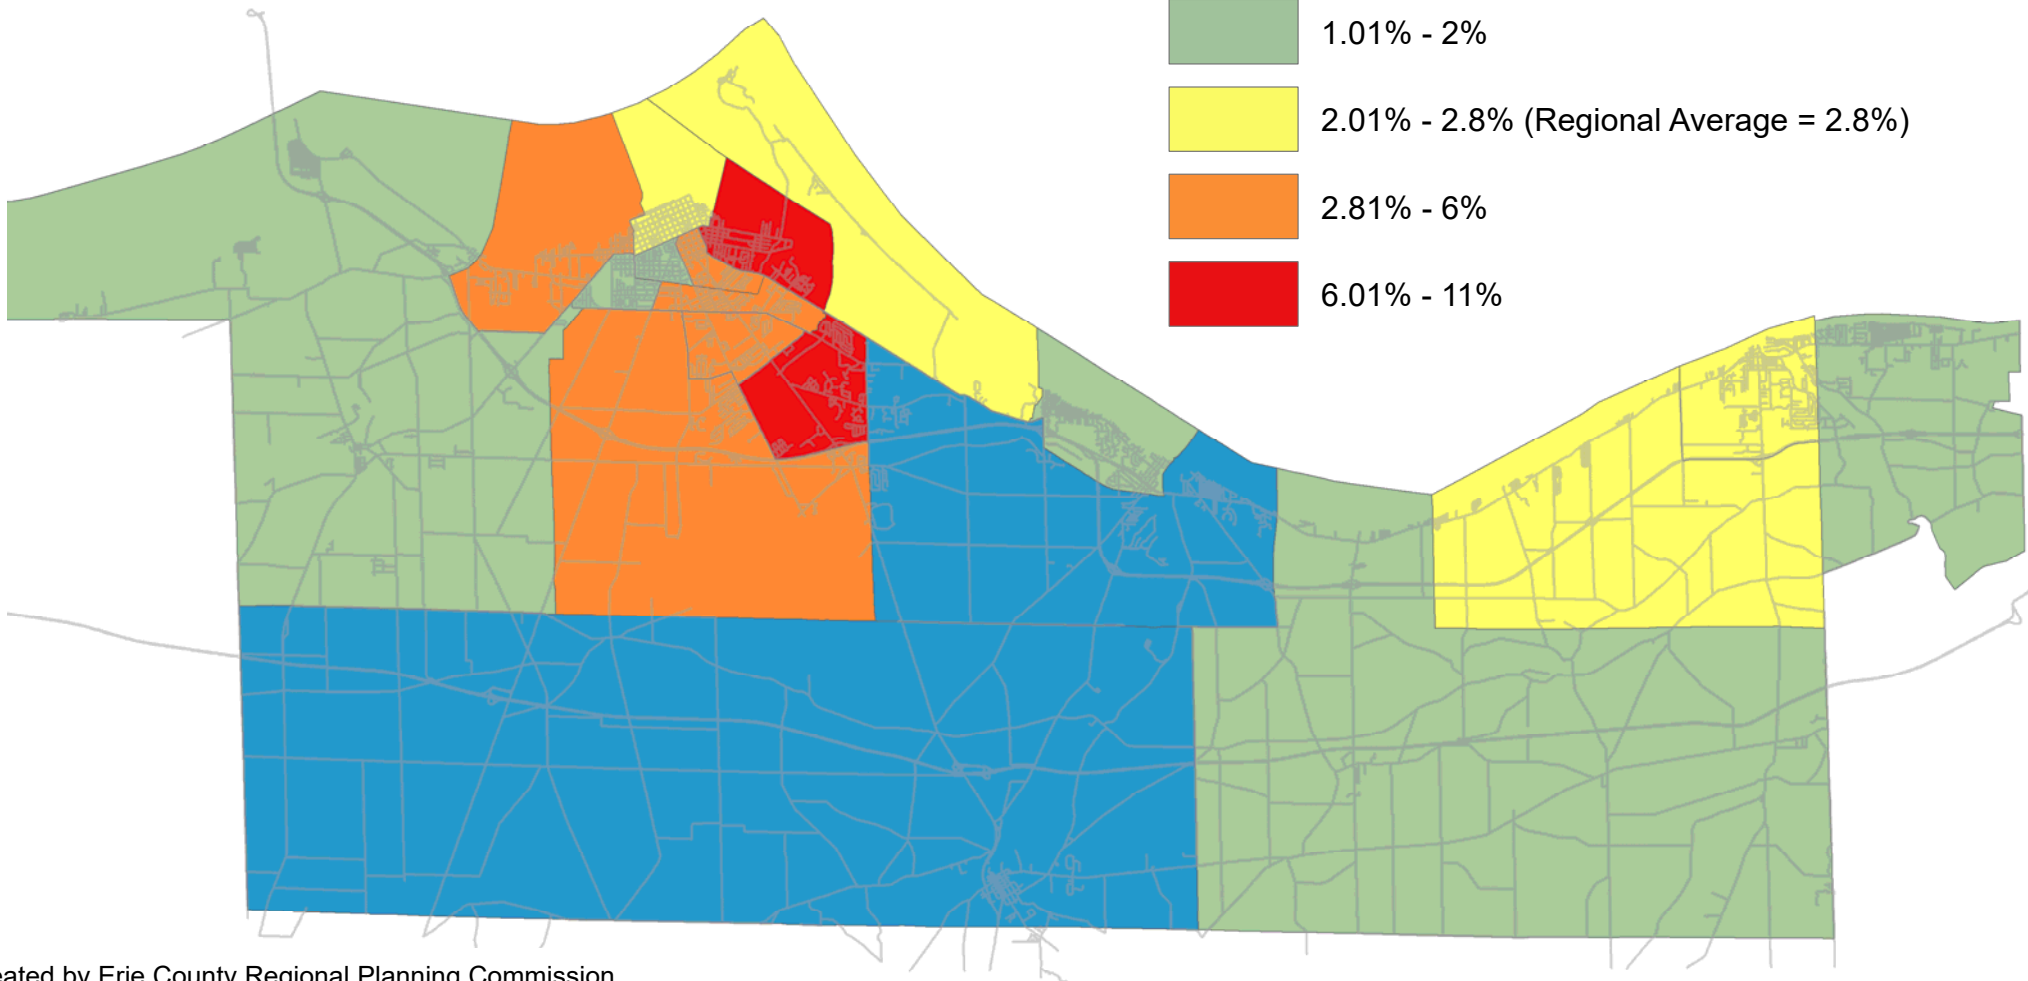 1.01% - 2%
2.01% - 2.8% (Regional Average = 2.8%)
2.81% - 6%
6.01% - 11%
eated by Erie County Regional Planning Commission